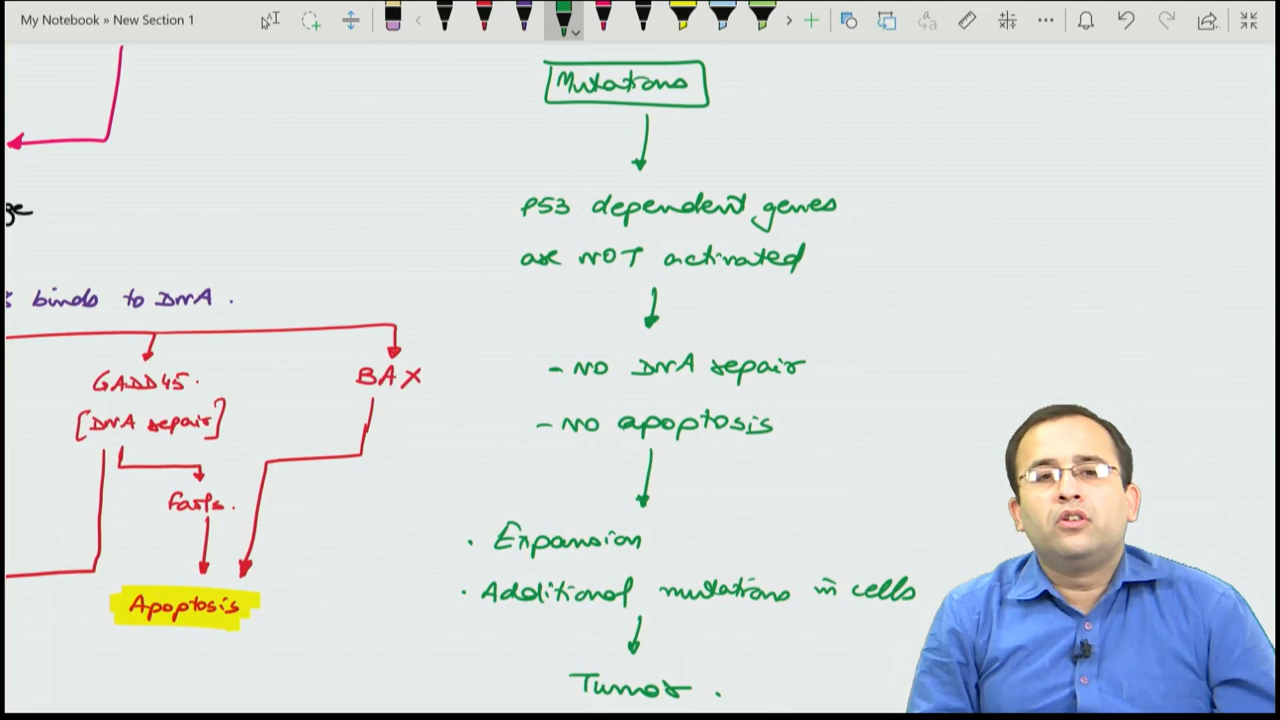 My Notebook » New Section 1
Mutations
P53 dependent genes
are NOT activated
binds to DNA.
GADD45.
[DNA repair]
BAX
- NO DNA repair
- No apoptosis
Fails.
Apoptosis
. Expansion
. Additional mutations in cells
Tumor.